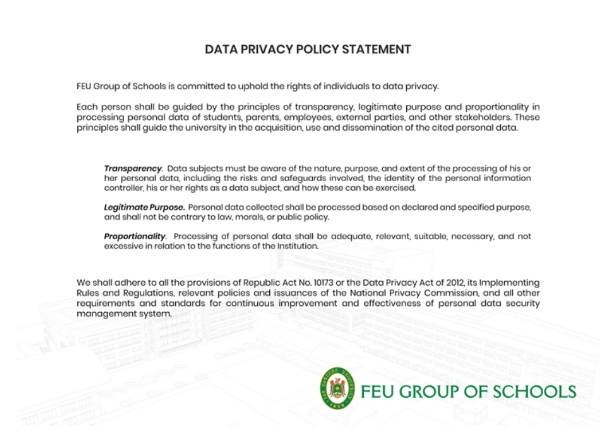 DATA PRIVACY POLICY STATEMENT
FEU Group of Schools is committed to uphold the rights of individuals to data privacy.
Each person shall be guided by the principles of transparency, legitimate purpose and proportionality in
processing personal data of students, parents, employees, external parties, and other stakeholders. These
principles shall guide the university in the acquisition, use and dissemination of the cited personal data.
Transparency. Data subjects must be aware of the nature, purpose, and extent of the processing of his or
her personal data, including the risks and safeguards involved, the identity of the personal information
controller, his or her rights as a data subject, and how these can be exercised.
Legitimate Purpose. Personal data collected shall be processed based on declared and specified purpose,
and shall not be contrary to law, morals, or public policy.
Proportionality. Processing of personal data shall be adequate, relevant, suitable, necessary, and not
excessive in relation to the functions of the Institution.
We shall adhere to all the provisions of Republic Act No. 10173 or the Data Privacy Act of 2012, its Implementing
Rules and Regulations, relevant policies and issuances of the National Privacy Commission, and all other
requirements and standards for continuous improvement and effectiveness of personal data security
management system.
FEU GROUP OF SCHOOLS